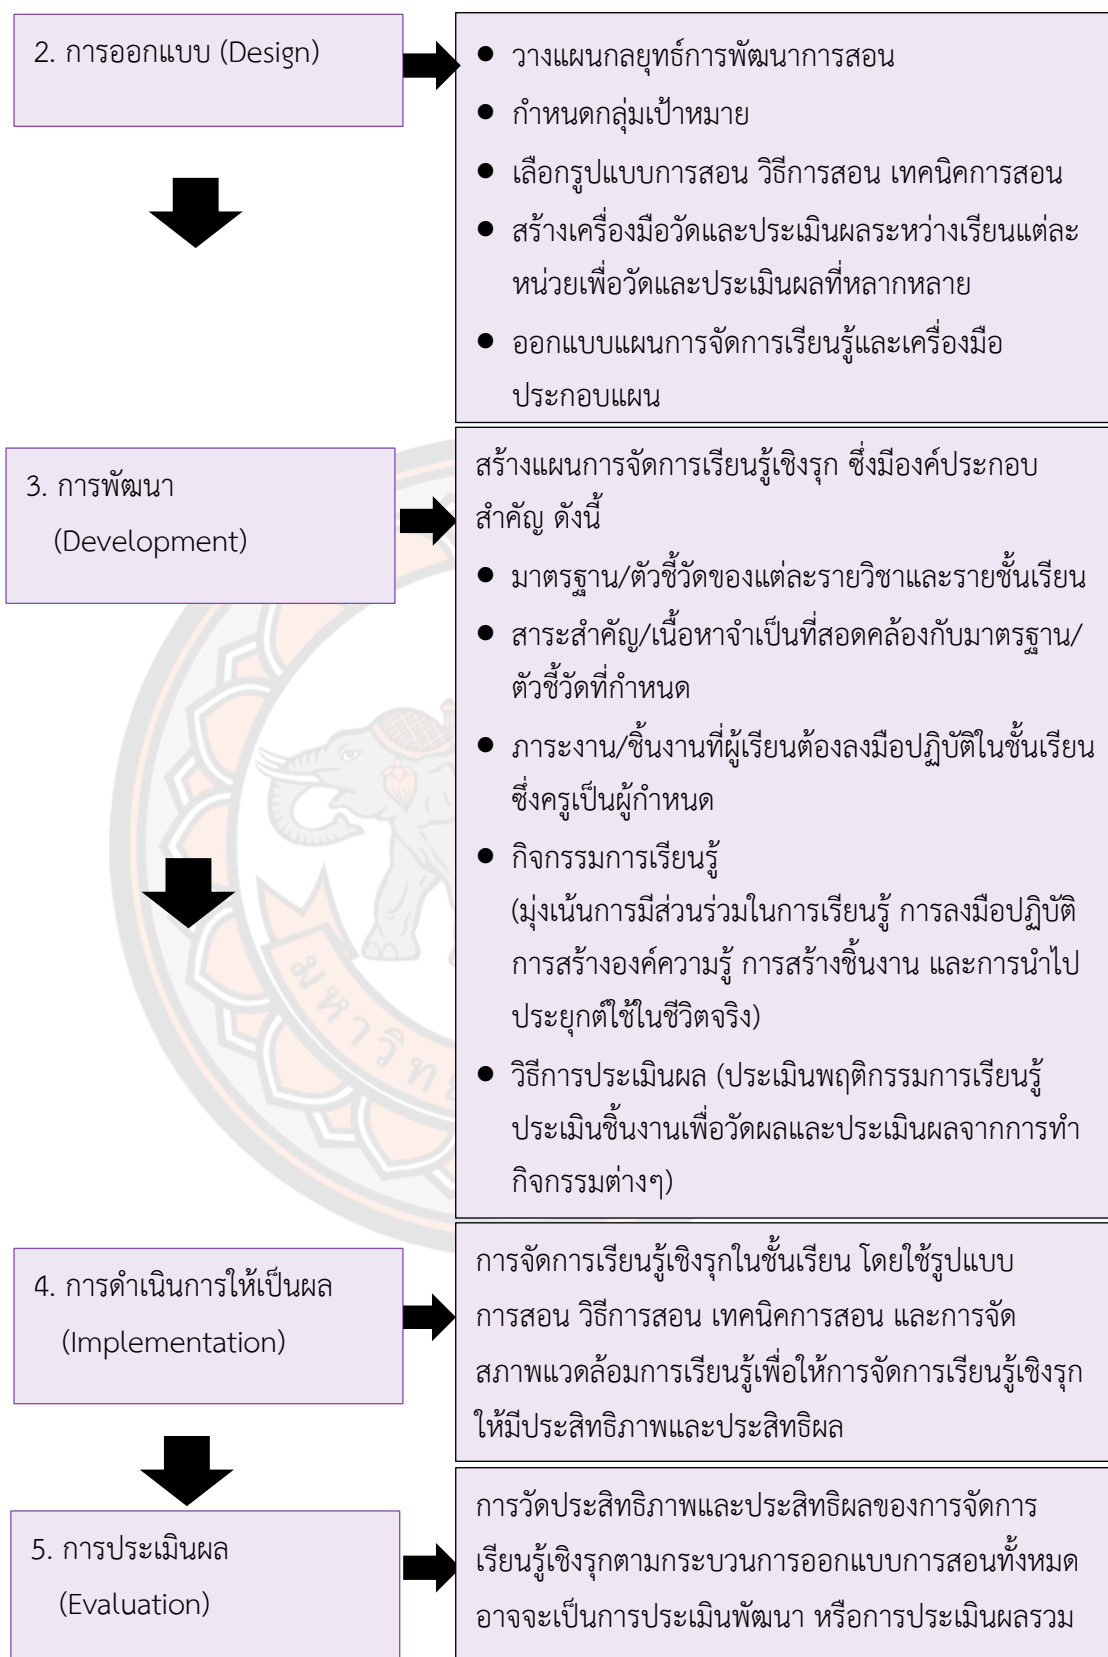 2. การออกแบบ (Design)
● วางแผนกลยุทธ์การพัฒนาการสอน
● กำหนดกลุ่มเป้าหมาย
● เลือกรูปแบบการสอน วิธีการสอน เทคนิคการสอน
● สร้างเครื่องมือวัดและประเมินผลระหว่างเรียนแต่ละ
หน่วยเพื่อวัดและประเมินผลที่หลากหลาย
● ออกแบบแผนการจัดการเรียนรู้และเครื่องมือ
ประกอบแผน
3. การพัฒนา
(Development)
สร้างแผนการจัดการเรียนรู้เชิงรุก ซึ่งมีองค์ประกอบ
สำคัญ ดังนี้
● มาตรฐาน/ตัวชี้วัดของแต่ละรายวิชาและรายชั้นเรียน
● สาระสำคัญ/เนื้อหาจำเป็นที่สอดคล้องกับมาตรฐาน/
ตัวชี้วัดที่กำหนด
● ภาระงาน/ชิ้นงานที่ผู้เรียนต้องลงมือปฏิบัติในชั้นเรียน
ซึ่งครูเป็นผู้กำหนด
● กิจกรรมการเรียนรู้
(มุ่งเน้นการมีส่วนร่วมในการเรียนรู้ การลงมือปฏิบัติ
การสร้างองค์ความรู้ การสร้างชิ้นงาน และการนำไป
ประยุกต์ใช้ในชีวิตจริง)
● วิธีการประเมินผล (ประเมินพฤติกรรมการเรียนรู้
ประเมินชิ้นงานเพื่อวัดผลและประเมินผลจากการทำ
กิจกรรมต่างๆ)
มหาวิทย
4. การดำเนินการให้เป็นผล
(Implementation)
การจัดการเรียนรู้เชิงรุกในชั้นเรียน โดยใช้รูปแบบ
การสอน วิธีการสอน เทคนิคการสอน และการจัด
สภาพแวดล้อมการเรียนรู้เพื่อให้การจัดการเรียนรู้เชิงรุก
ให้มีประสิทธิภาพและประสิทธิผล
5. การประเมินผล
(Evaluation)
การวัดประสิทธิภาพและประสิทธิผลของการจัดการ
เรียนรู้เชิงรุกตามกระบวนการออกแบบการสอนทั้งหมด
อาจจะเป็นการประเมินพัฒนา หรือการประเมินผลรวม